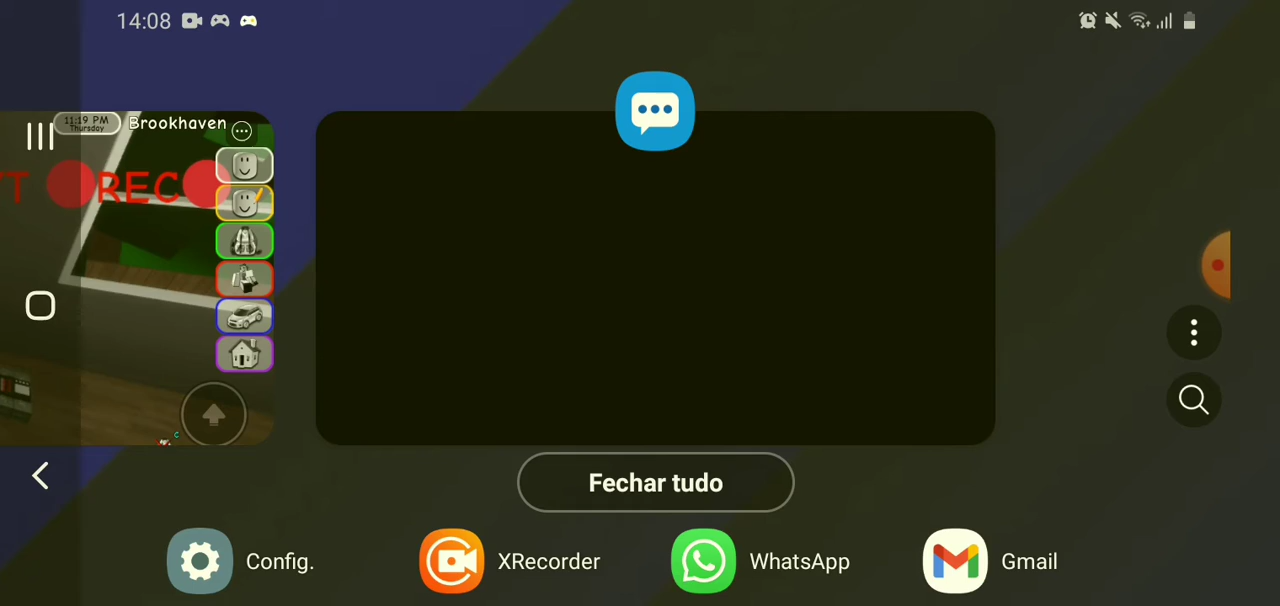 14:08
11:19 PM
Thursday
Brookhaven
REC
Fechar tudo
Config.
XRecorder
WhatsApp
Gmail